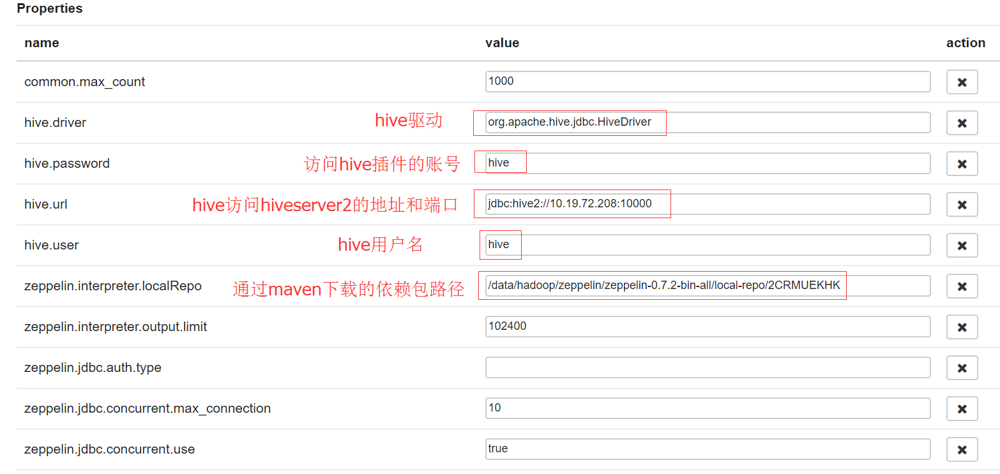 Properties
name value action
common.max_count 1000
hive.driver hive驱动 org.apache.hive.jdbc.HiveDriver
hive.password 访问hive插件的账号 hive
hive.url hive访问hiveserver2的地址和端口 jdbc:hive2://10.19.72.208:10000
hive.user hive用户名 hive
zeppelin.interpreter.localRepo 通过maven下载的依赖包路径 /data/hadoop/zeppelin/zeppelin-0.7.2-bin-all/local-repo/2CRMUEKHK
zeppelin.interpreter.output.limit 102400
zeppelin.jdbc.auth.type
zeppelin.jdbc.concurrent.max_connection 10
zeppelin.jdbc.concurrent.use true